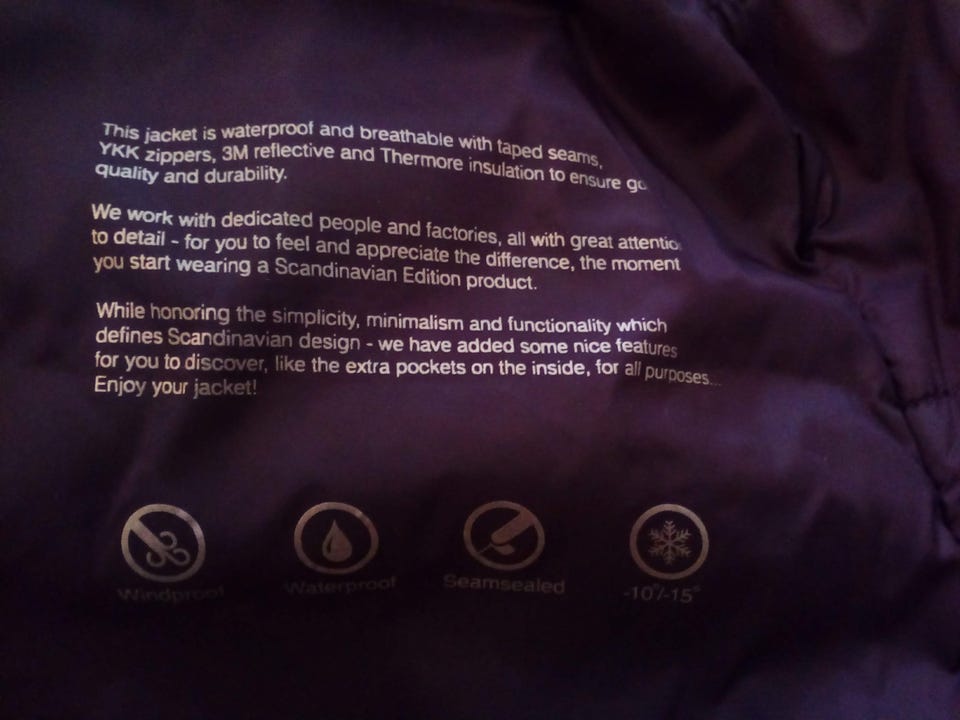 This jacket is waterproof and breathable with taped seams,
YKK zippers, 3M reflective and Thermore insulation to ensure
quality and durability.
We work with dedicated people and factories, all with great
to detail - for you to feel and appreciate the difference, the moment
you start wearing a Scandinavian Edition product.
While honoring the simplicity, minimalism and functionality which
defines Scandinavian design - we have added some nice features
for you to discover, like the extra pockets on the inside, for all purposes...
Enjoy your jacket!
Windproof Waterproof Seamsealed -10°/-15°